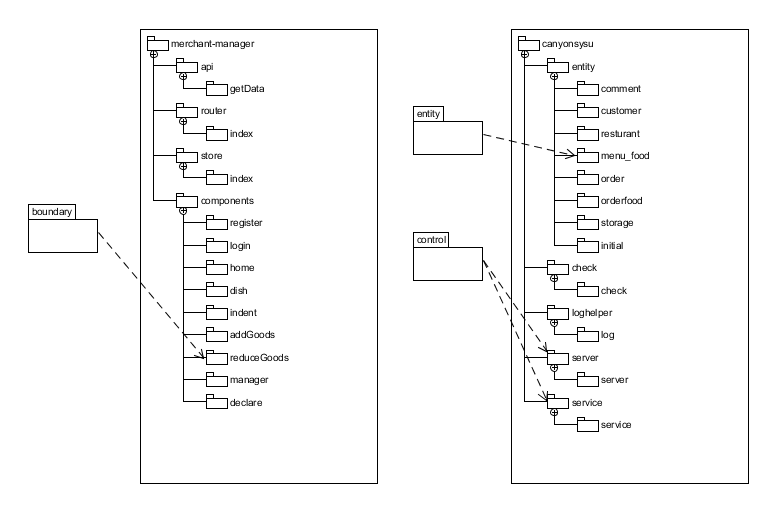 boundary
merchant-manager
api
getData
router
index
store
index
components
register
login
home
dish
indent
addGoods
reduceGoods
manager
declare
entity
control
canyonsysu
entity
comment
customer
resturant
menu_food
order
orderfood
storage
initial
check
check
loghelper
log
server
server
service
service